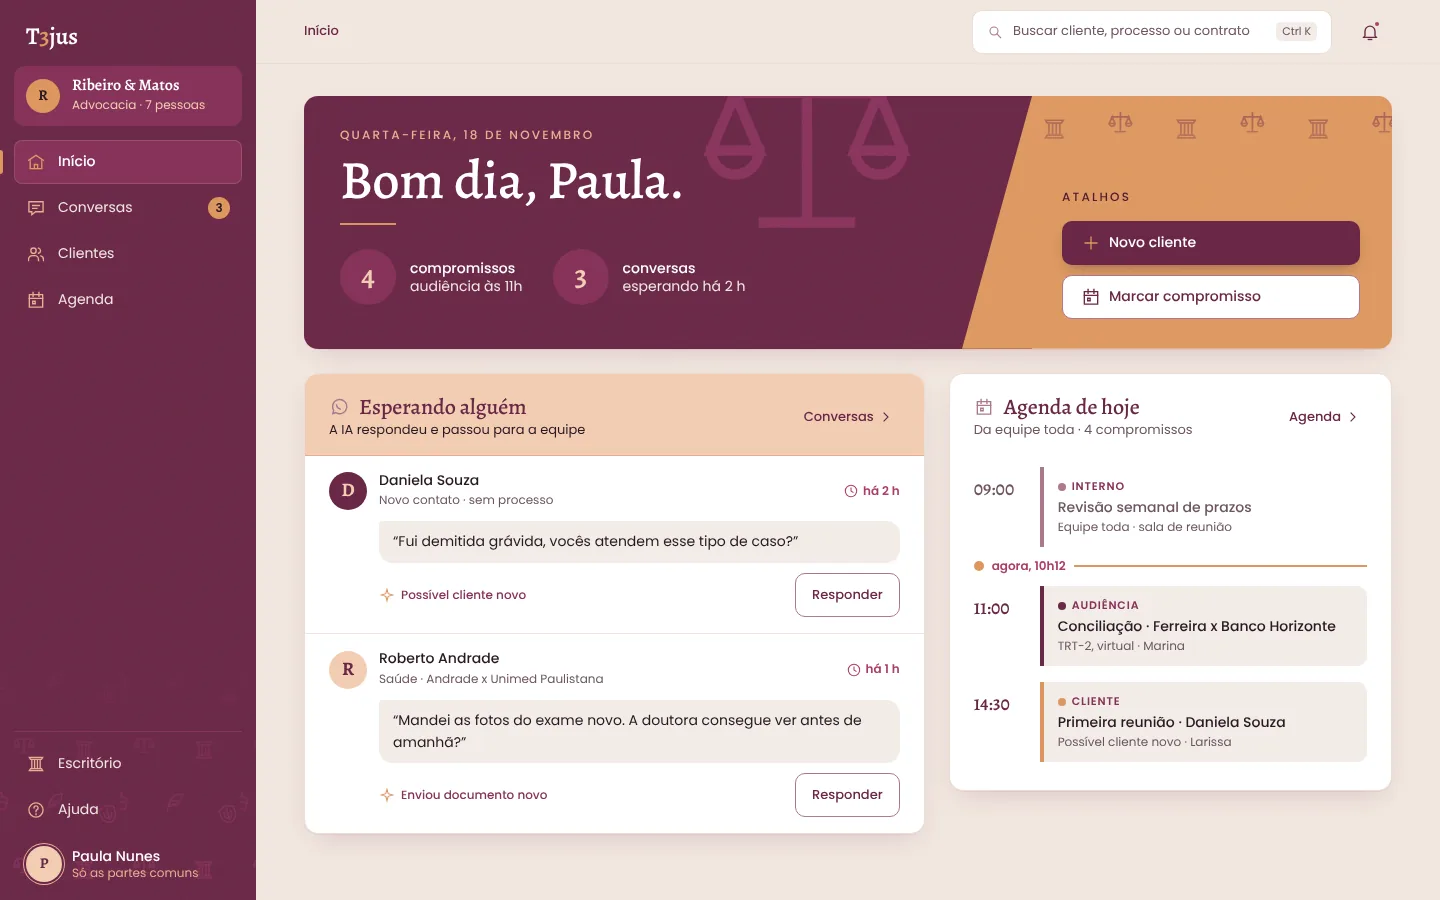 T3jus
R
Ribeiro & Matos
Advocacia · 7 pessoas
Início
Conversas
3
Clientes
Agenda
Escritório
Ajuda
P
Paula Nunes
Só as partes comuns
Início
Buscar cliente, processo ou contrato
Ctrl K
QUARTA-FEIRA, 18 DE NOVEMBRO
Bom dia, Paula.
4
compromissos
audiência às 11h
3
conversas
esperando há 2 h
ATALHOS
Novo cliente
Marcar compromisso
Esperando alguém
A IA respondeu e passou para a equipe
Conversas
D
Daniela Souza
Novo contato · sem processo
há 2 h
“Fui demitida grávida, vocês atendem esse tipo de caso?”
Possível cliente novo
Responder
R
Roberto Andrade
Saúde · Andrade x Unimed Paulistana
há 1 h
“Mandei as fotos do exame novo. A doutora consegue ver antes de
amanhã?”
Enviou documento novo
Responder
Agenda de hoje
Da equipe toda · 4 compromissos
Agenda
09:00
INTERNO
Revisão semanal de prazos
Equipe toda · sala de reunião
agora, 10h12
11:00
AUDIÊNCIA
Conciliação · Ferreira x Banco Horizonte
TRT-2, virtual · Marina
14:30
CLIENTE
Primeira reunião · Daniela Souza
Possível cliente novo · Larissa